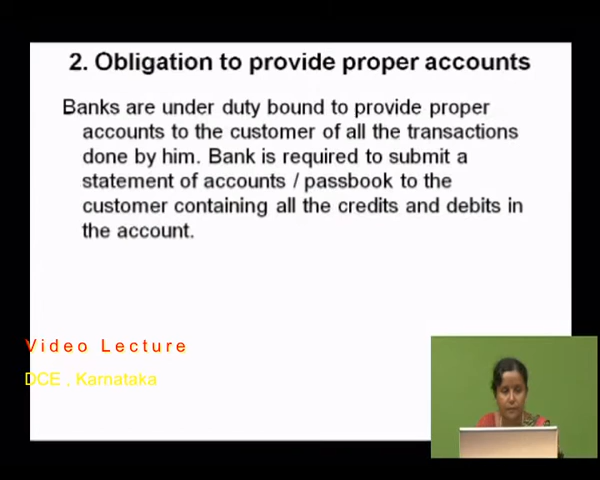 2. Obligation to provide proper accounts
Banks are under duty bound to provide proper
accounts to the customer of all the transactions
done by him. Bank is required to submit a
statement of accounts / passbook to the
customer containing all the credits and debits in
the account.
Video Lecture
DCE , Karnataka